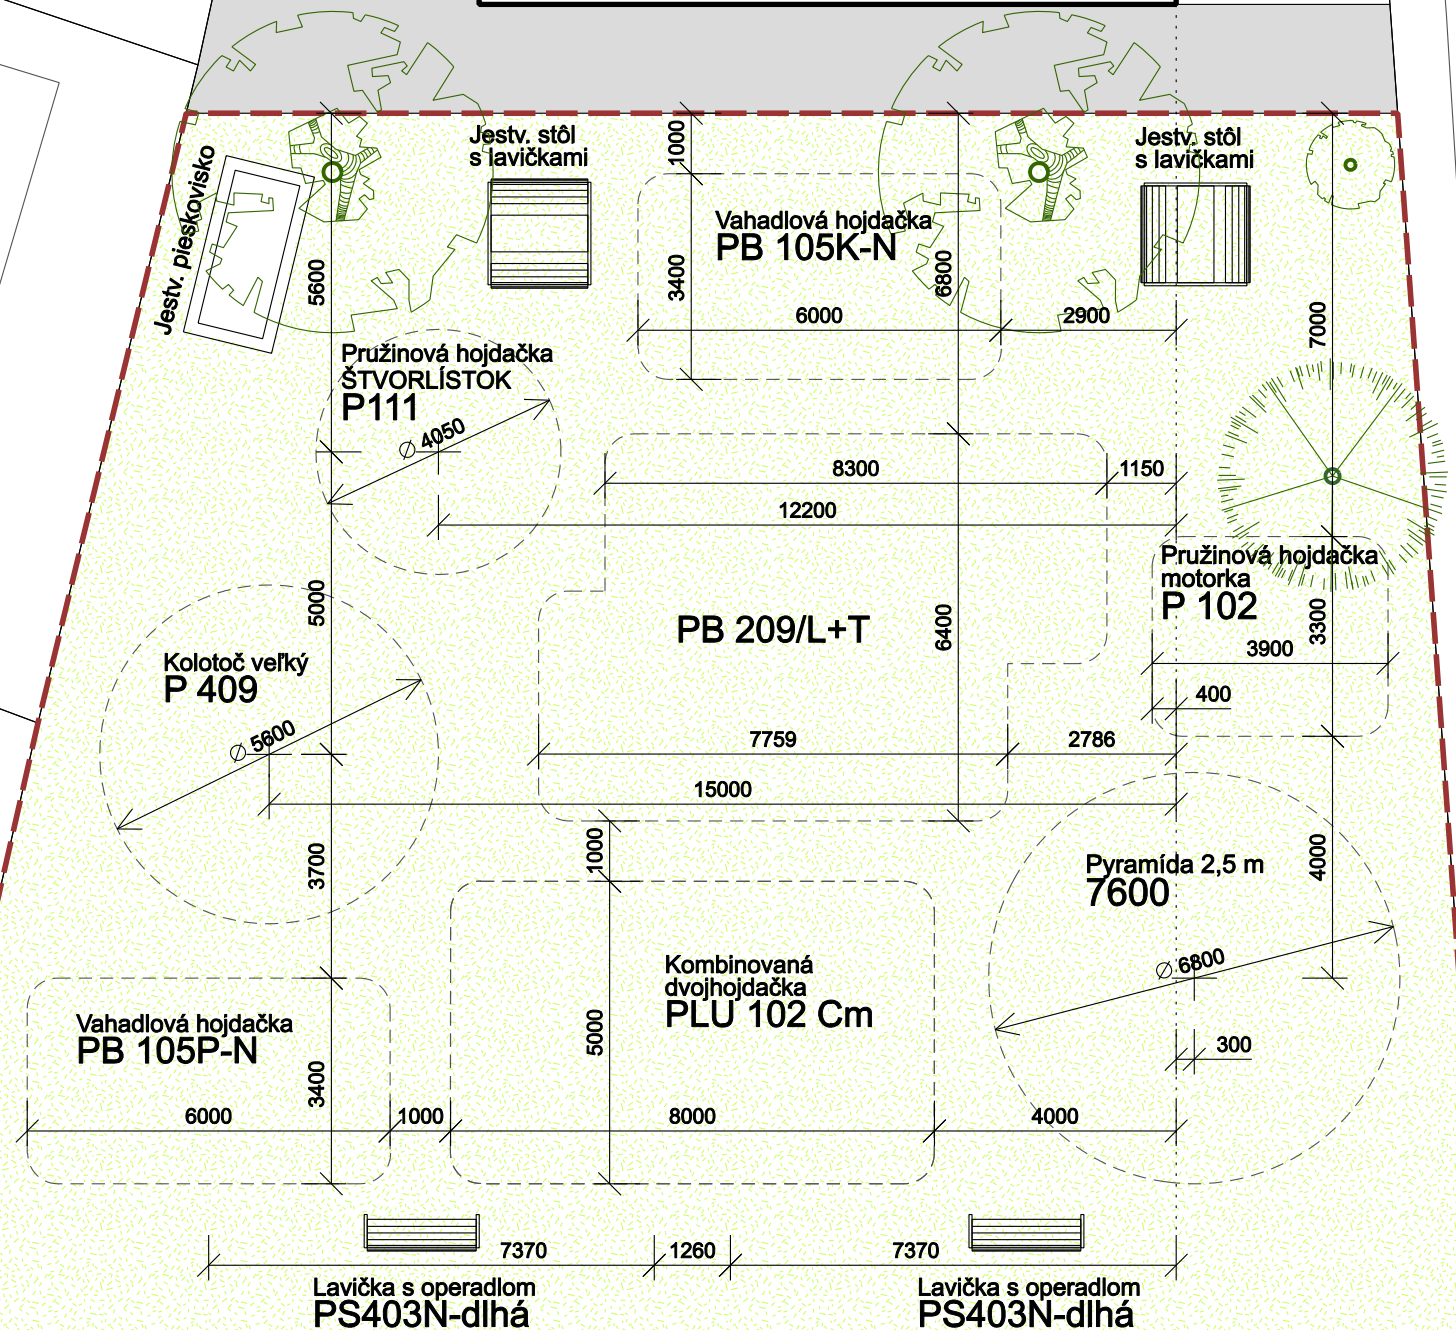 Jestv. stôl
s lavičkami
Jestv. stôl
s lavičkami
Jestv. pieskovisko
1000
Vahadlová hojdačka
PB 105K-N
5600
3400
6800
6000
2900
7000
Pružinová hojdačka
ŠTVORLÍSTOK
P111
Ø 4050
8300
1150
12200
Pružinová hojdačka
motorka
P 102
5000
PB 209/L+T
6400
3300
3900
Kolotoč veľký
P 409
400
Ø 5600
7759
2786
15000
3700
1000
4000
Pyramída 2,5 m
7600
Kombinovaná
dvojhojdačka
PLU 102 Cm
Ø 6800
Vahadlová hojdačka
PB 105P-N
5000
300
3400
6000
1000
8000
4000
7370
1260
7370
Lavička s operadlom
PS403N-dlhá
Lavička s operadlom
PS403N-dlhá